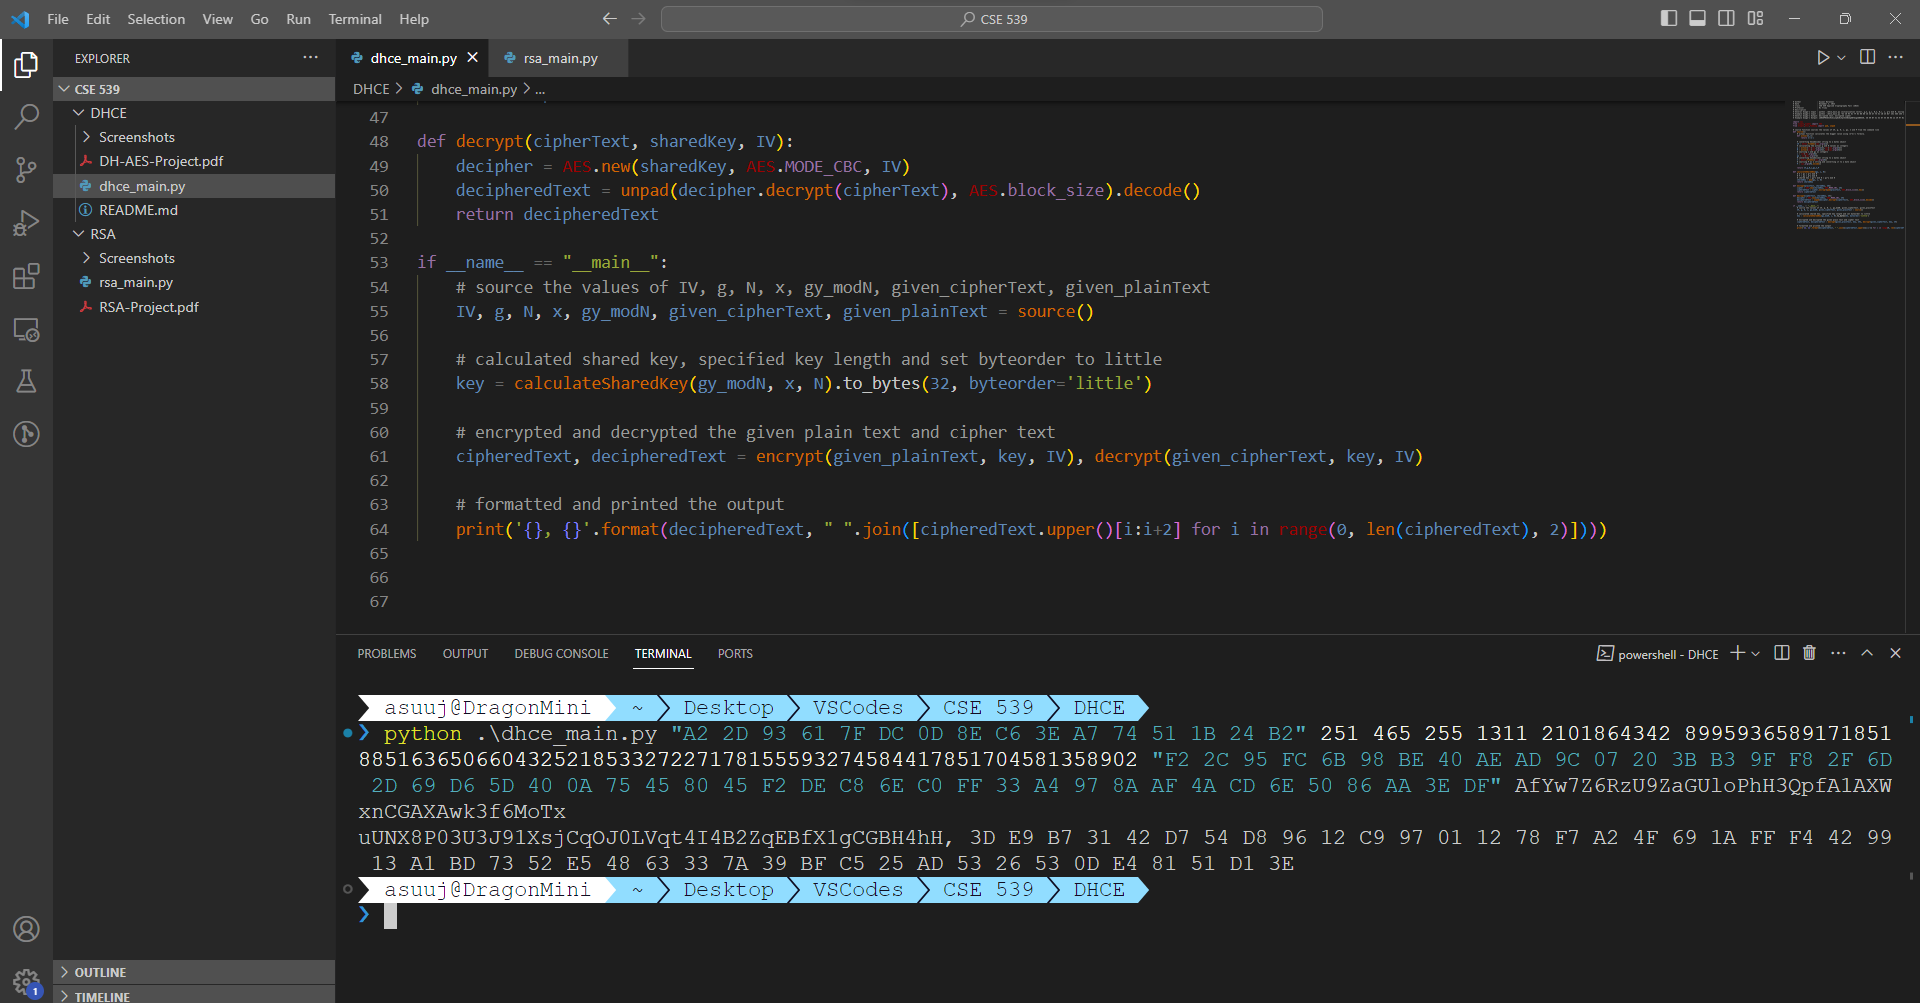 File Edit Selection View Go Run Terminal Help
CSE 539
EXPLORER
CSE 539
DHCE
Screenshots
DH-AES-Project.pdf
dhce_main.py
README.md
RSA
Screenshots
rsa_main.py
RSA-Project.pdf
OUTLINE
TIMELINE
1
dhce_main.py rsa_main.py
DHCE > dhce_main.py > ...
47
48 def decrypt(cipherText, sharedKey, IV):
49 decipher = AES.new(sharedKey, AES.MODE_CBC, IV)
50 decipheredText = unpad(decipher.decrypt(cipherText), AES.block_size).decode()
51 return decipheredText
52
53 if __name__ == "__main__":
54 # source the values of IV, g, N, x, gy_modN, given_cipherText, given_plainText
55 IV, g, N, x, gy_modN, given_cipherText, given_plainText = source()
56
57 # calculated shared key, specified key length and set byteorder to little
58 key = calculateSharedKey(gy_modN, x, N).to_bytes(32, byteorder='little')
59
60 # encrypted and decrypted the given plain text and cipher text
61 cipheredText, decipheredText = encrypt(given_plainText, key, IV), decrypt(given_cipherText, key, IV)
62
63 # formatted and printed the output
64 print('{}, {}'.format(decipheredText, " ".join([cipheredText.upper()[i:i+2] for i in range(0, len(cipheredText), 2)])))
65
66
67
PROBLEMS OUTPUT DEBUG CONSOLE TERMINAL PORTS
powershell - DHCE
asuuj@DragonMini ~ Desktop VSCodes CSE 539 DHCE
❯ python .\dhce_main.py "A2 2D 93 61 7F DC 0D 8E C6 3E A7 74 51 1B 24 B2" 251 465 255 1311 2101864342 8995936589171851
885163650660432521853327227178155593274584417851704581358902 "F2 2C 95 FC 6B 98 BE 40 AE AD 9C 07 20 3B B3 9F F8 2F 6D
2D 69 D6 5D 40 0A 75 45 80 45 F2 DE C8 6E C0 FF 33 A4 97 8A AF 4A CD 6E 50 86 AA 3E DF" AfYw7Z6RzU9ZaGUloPhH3QpfA1AXW
xnCGAXAwk3f6MoTx
uUNX8P03U3J91XsjCqOJ0LVqt4I4B2ZqEBfX1gCGBH4hH, 3D E9 B7 31 42 D7 54 D8 96 12 C9 97 01 12 78 F7 A2 4F 69 1A FF F4 42 99
13 A1 BD 73 52 E5 48 63 33 7A 39 BF C5 25 AD 53 26 53 0D E4 81 51 D1 3E
asuuj@DragonMini ~ Desktop VSCodes CSE 539 DHCE
❯